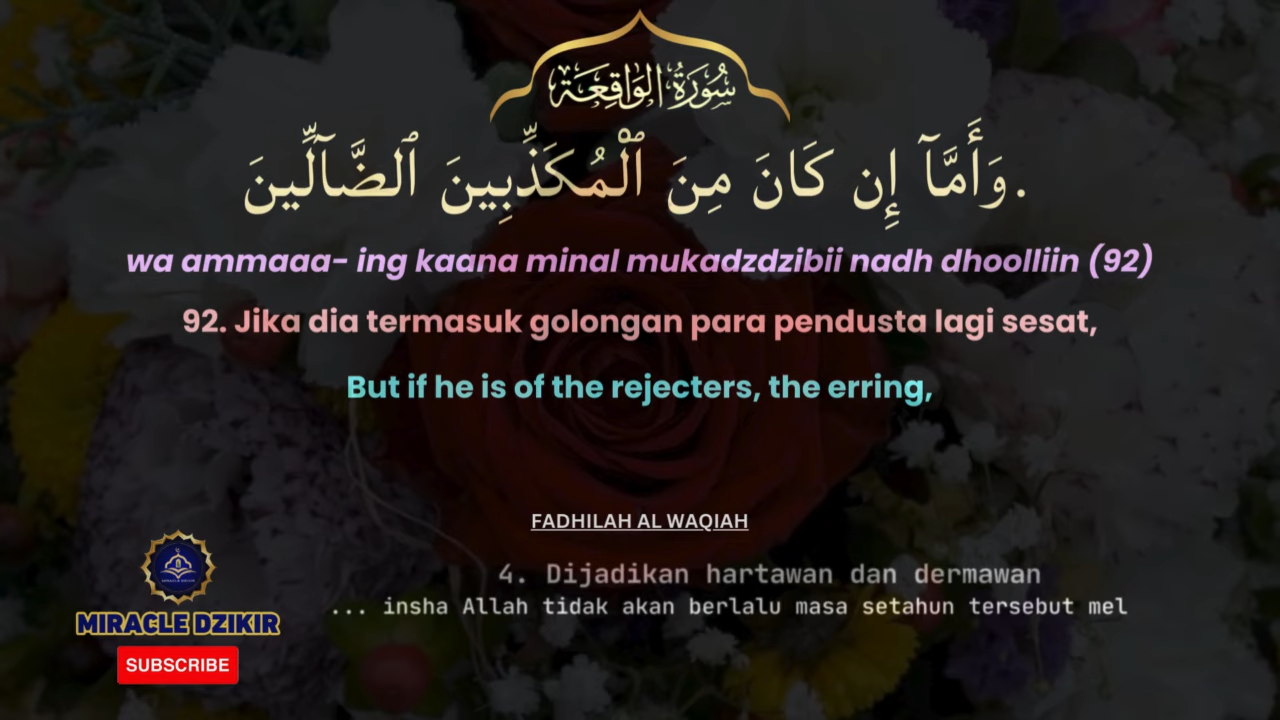 سُورَةُ الوَاقِعَة
وَأَمَّآ إِن كَانَ مِنَ ٱلْمُكَذِّبِينَ ٱلضَّآلِّينَ.
wa ammaaa- ing kaana minal mukadzdzibii nadh dhoolliin (92)
92. Jika dia termasuk golongan para pendusta lagi sesat,
But if he is of the rejecters, the erring,
FADHILAH AL WAQIAH
4. Dijadikan hartawan dan dermawan
... insha Allah tidak akan berlalu masa setahun tersebut mel
MIRACLE DZIKIR
MIRACLE DZIKIR
SUBSCRIBE